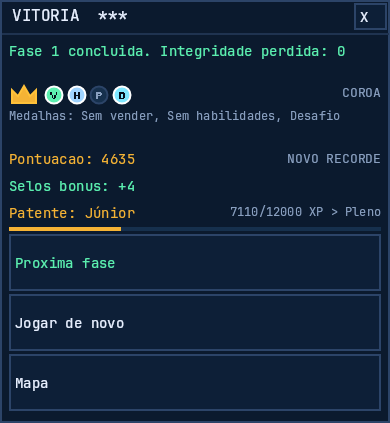 VITORIA ***
X
Fase 1 concluida. Integridade perdida: 0
V H P D
COROA
Medalhas: Sem vender, Sem habilidades, Desafio
Pontuacao: 4635
NOVO RECORDE
Selos bonus: +4
Patente: Júnior
7110/12000 XP > Pleno
Proxima fase
Jogar de novo
Mapa